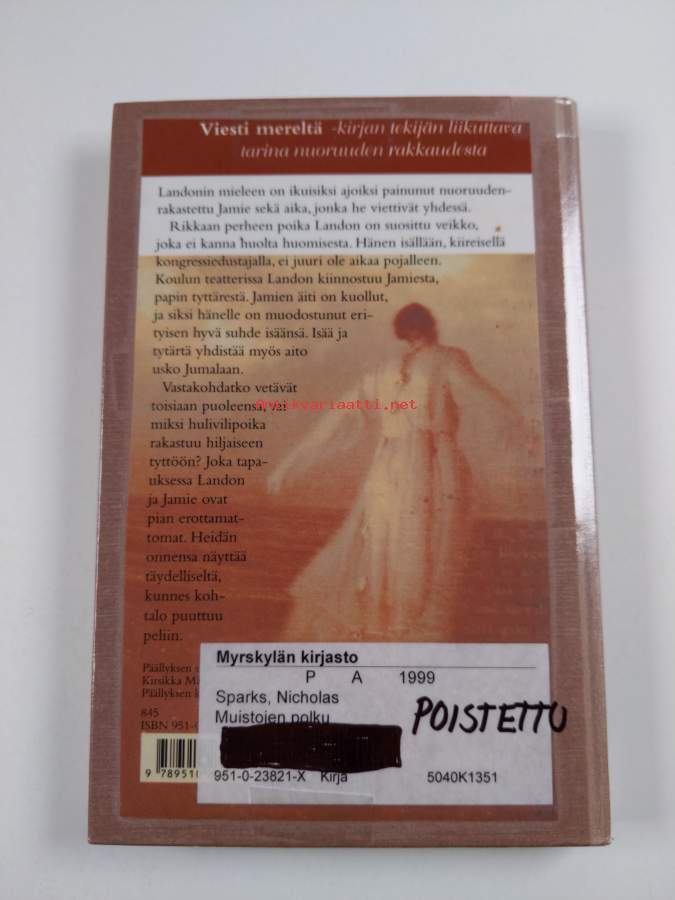 Viesti mereltä -kirjan tekijän liikuttava
tarina nuoruuden rakkaudesta
Landonin mieleen on ikuisiksi ajoiksi painunut nuoruuden-
rakastettu Jamie sekä aika, jonka he viettivät yhdessä.
Rikkaan perheen poika Landon on suosittu veikko,
joka ei kanna huolta huomisesta. Hänen isällään, kiireisellä
kongressiedustajalla, ei juuri ole aikaa pojalleen.
Koulun teatterissa Landon kiinnostuu Jamiesta,
papin tyttärestä. Jamien äiti on kuollut,
ja siksi hänelle on muodostunut eri-
tyisen hyvä suhde isäänsä. Isää ja
tytärtä yhdistää myös aito
usko Jumalaan.
Vastakohdatko vetävät
toisiaan puoleensa, vai
antikvariaatti.net
miksi hulivilipoika
rakastuu hiljaiseen
tyttöön? Joka tapa-
uksessa Landon
ja Jamie ovat
pian erottamat-
tomat. Heidän
onnensa näyttää
täydelliseltä,
kunnes koh-
talo puuttuu
peliin.
Päällyksen
Kirsikka
Päällyksen
845
ISBN 951-0
9 789510
Myrskylän kirjasto
P A 1999
Sparks, Nicholas
Muistojen polku
POISTETTU
951-0-23821-X Kirja 5040K1351